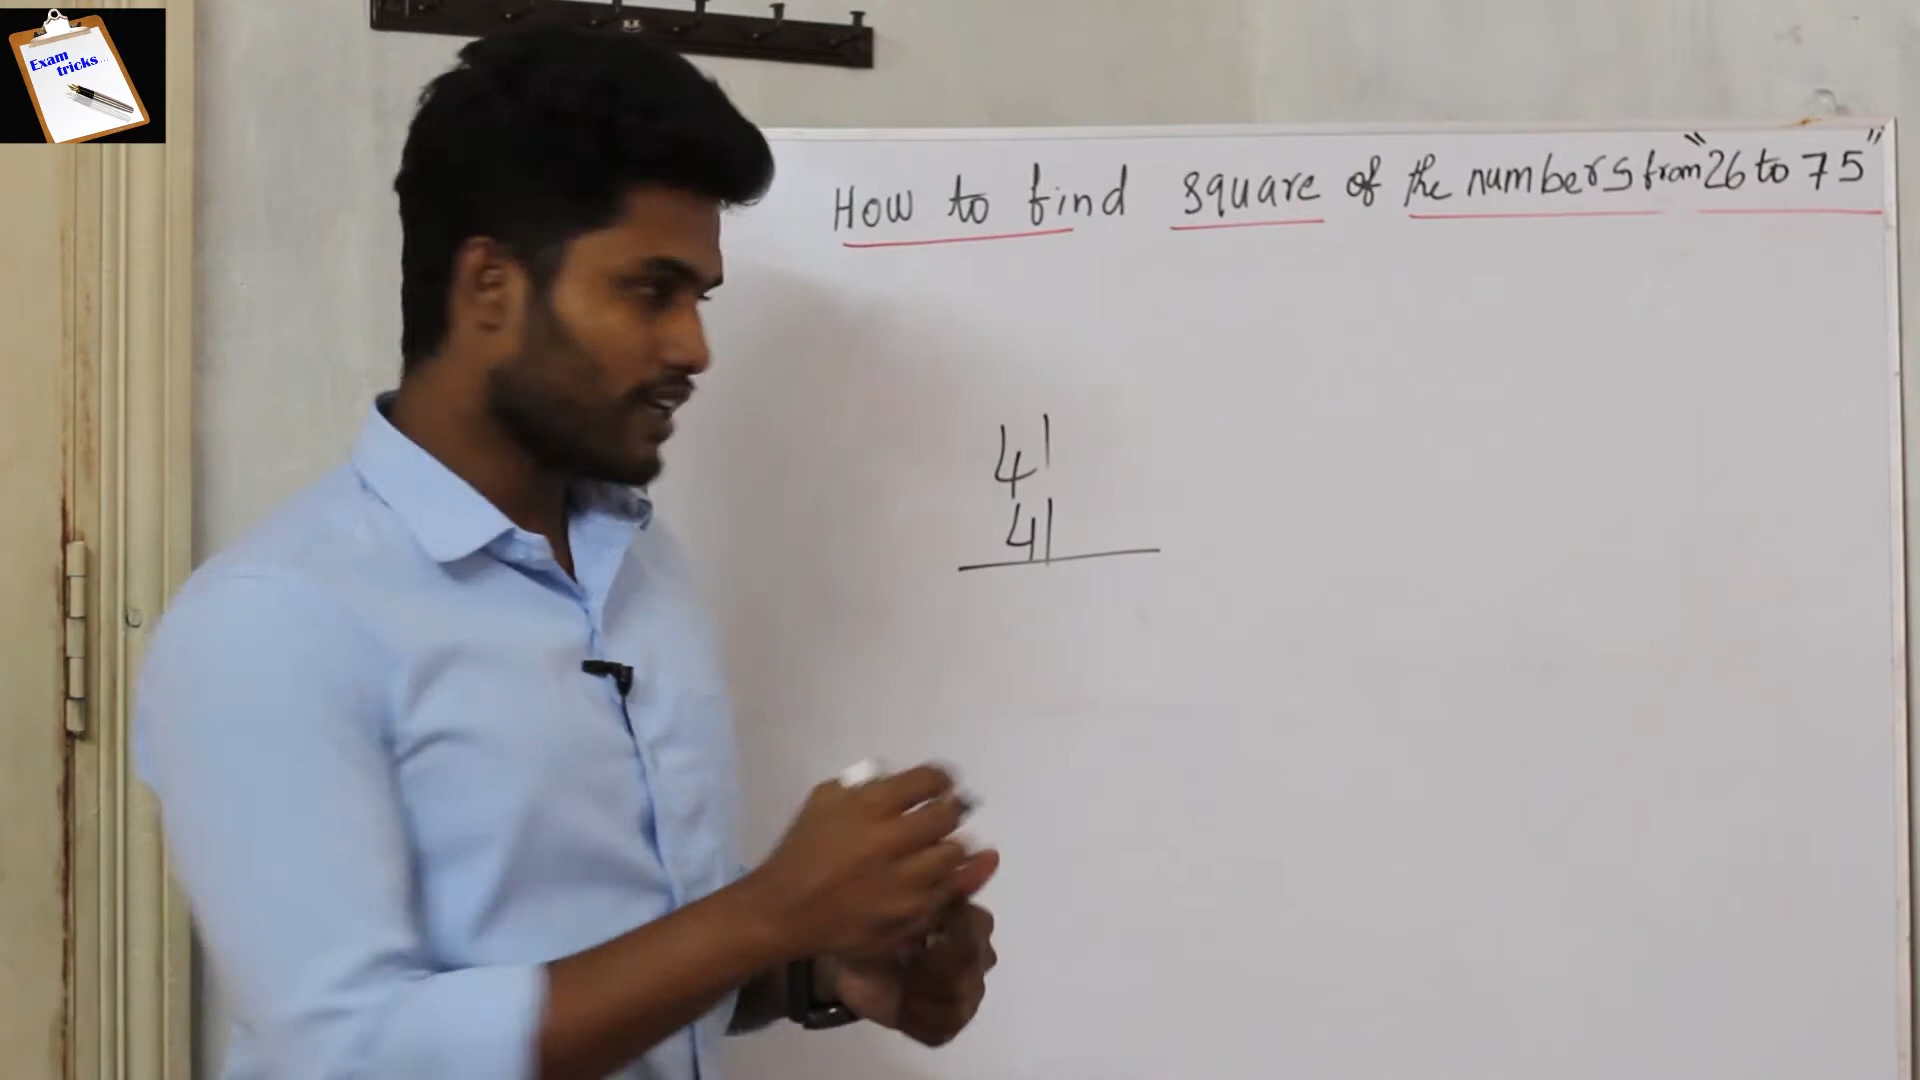 Exam
tricks...
R.K
How to find square of the numbers from "26 to 75"
41
41